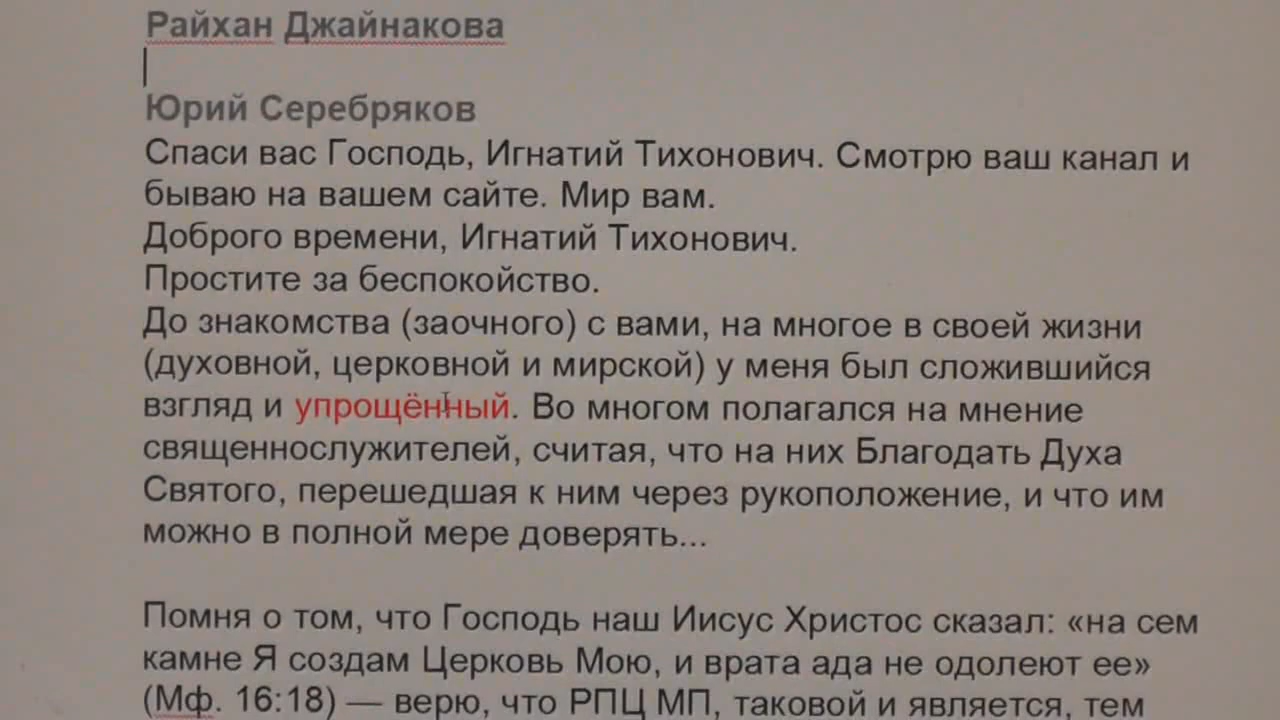 Райхан Джайнакова
Юрий Серебряков
Спаси вас Господь, Игнатий Тихонович. Смотрю ваш канал и
бываю на вашем сайте. Мир вам.
Доброго времени, Игнатий Тихонович.
Простите за беспокойство.
До знакомства (заочного) с вами, на многое в своей жизни
(духовной, церковной и мирской) у меня был сложившийся
взгляд и упрощённый. Во многом полагался на мнение
священнослужителей, считая, что на них Благодать Духа
Святого, перешедшая к ним через рукоположение, и что им
можно в полной мере доверять...
Помня о том, что Господь наш Иисус Христос сказал: «на сем
камне Я создам Церковь Мою, и врата ада не одолеют ее»
(Мф. 16:18) — верю, что РПЦ МП, таковой и является, тем